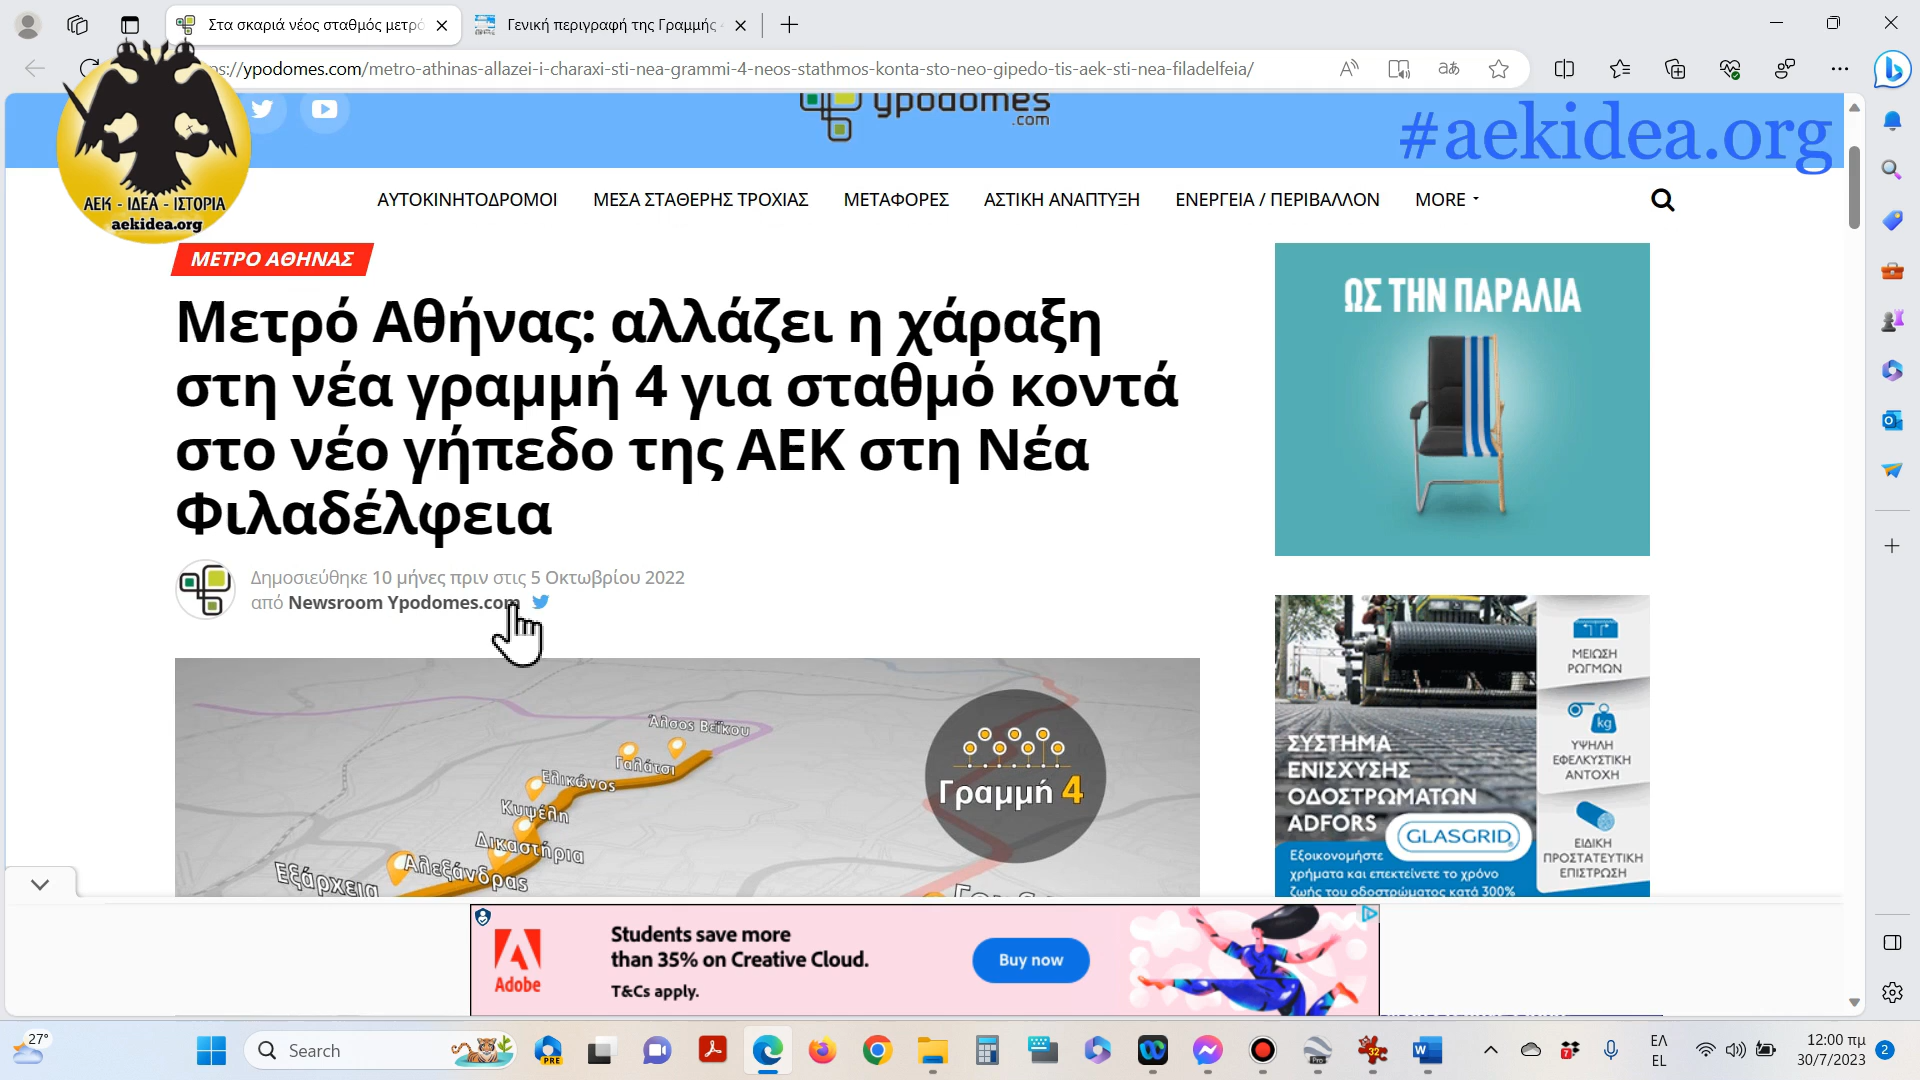 Στα σκαριά νέος σταθμός μετρό
Γενική περιγραφή της Γραμμής
s://ypodomes.com/metro-athinas-allazei-i-charaxi-sti-nea-grammi-4-neos-stathmos-konta-sto-neo-gipedo-tis-aek-sti-nea-filadelfeia/
ypodomes
.com
#aekidea.org
ΑΕΚ - ΙΔΕΑ - ΙΣΤΟΡΙΑ
aekidea.org
ΑΥΤΟΚΙΝΗΤΟΔΡΟΜΟΙ ΜΕΣΑ ΣΤΑΘΕΡΗΣ ΤΡΟΧΙΑΣ ΜΕΤΑΦΟΡΕΣ ΑΣΤΙΚΗ ΑΝΑΠΤΥΞΗ ΕΝΕΡΓΕΙΑ / ΠΕΡΙΒΑΛΛΟΝ MORE
ΜΕΤΡΟ ΑΘΗΝΑΣ
Μετρό Αθήνας: αλλάζει η χάραξη
στη νέα γραμμή 4 για σταθμό κοντά
στο νέο γήπεδο της ΑΕΚ στη Νέα
Φιλαδέλφεια
Δημοσιεύθηκε 10 μήνες πριν στις 5 Οκτωβρίου 2022
από Newsroom Ypodomes.com
Άλσος Βεΐκου
Γαλάτσι
Ελικώνος
Κυψέλη
Δικαστήρια
Αλεξάνδρας
Εξάρχεια
Γραμμή 4
ΩΣ ΤΗΝ ΠΑΡΑΛΙΑ
ΜΕΙΩΣΗ
ΡΩΓΜΩΝ
kg
ΥΨΗΛΗ
ΕΦΕΛΚΥΣΤΙΚΗ
ΑΝΤΟΧΗ
ΕΙΔΙΚΗ
ΠΡΟΣΤΑΤΕΥΤΙΚΗ
ΕΠΙΣΤΡΩΣΗ
ΣΥΣΤΗΜΑ
ΕΝΙΣΧΥΣΗΣ
ΟΔΟΣΤΡΩΜΑΤΩΝ
ADFORS
GLASGRID
Εξοικονομήστε
χρήματα και επεκτείνετε το χρόνο
ζωής του οδοστρώματος κατά 300%
Adobe
Students save more
than 35% on Creative Cloud.
T&Cs apply.
Buy now
27°
Search
PRE
Pro
32
7
ΕΛ
EL
12:00 πμ
30/7/2023
2